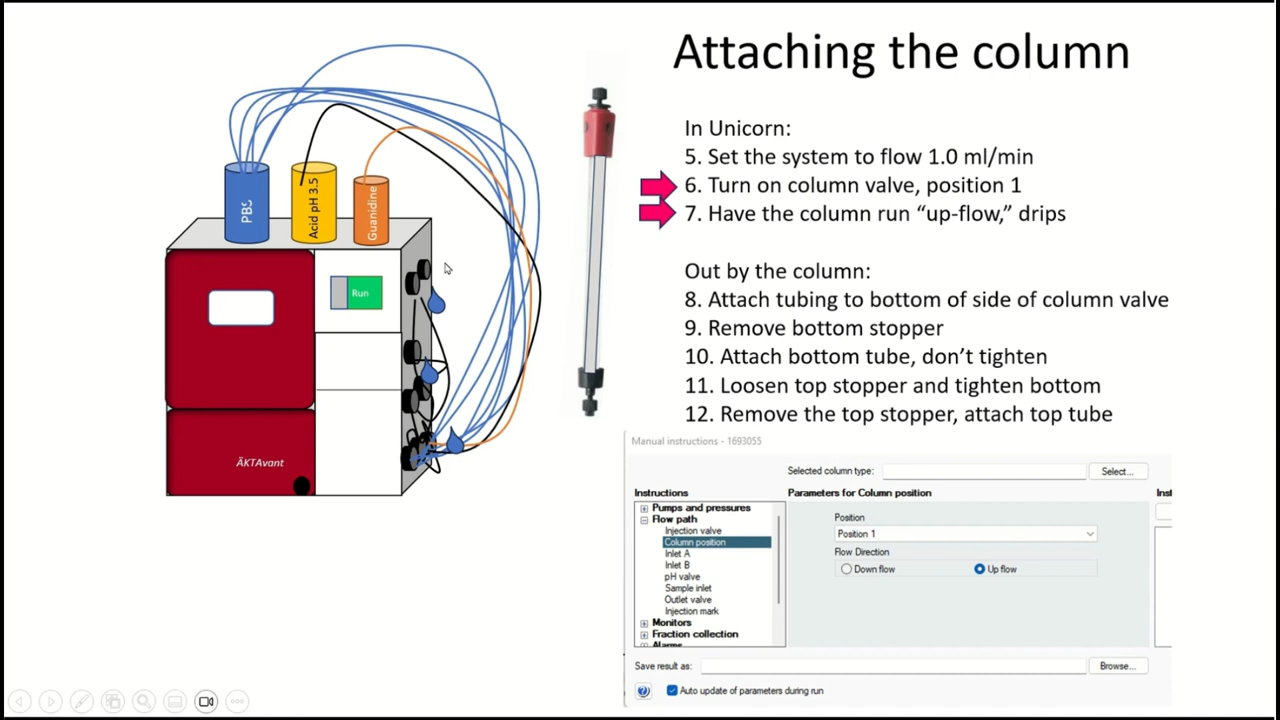 Attaching the column
In Unicorn:
5. Set the system to flow 1.0 ml/min
6. Turn on column valve, position 1
7. Have the column run “up-flow,” drips
Out by the column:
8. Attach tubing to bottom of side of column valve
9. Remove bottom stopper
10. Attach bottom tube, don’t tighten
11. Loosen top stopper and tighten bottom
12. Remove the top stopper, attach top tube
PBS
Acid pH 3.5
Guanidine
Run
ÄKTAvant
Manual instructions - 1693055
Selected column type:
Select...
Instructions
Parameters for Column position
Inst
Pumps and pressures
Flow path
Injection valve
Column position
Inlet A
Inlet B
pH valve
Sample inlet
Outlet valve
Injection mark
Monitors
Fraction collection
Alarms
Position
Position 1
Flow Direction
Down flow
Up flow
Save result as:
Browse...
Auto update of parameters during run